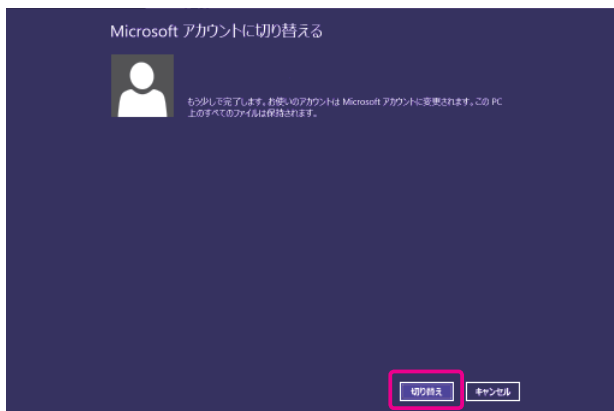 Microsoft アカウントに切り替える
もう少しで完了します。お使いのアカウントは Microsoft アカウントに変更されます。この PC
上のすべてのファイルは保持されます。
切り替え
キャンセル